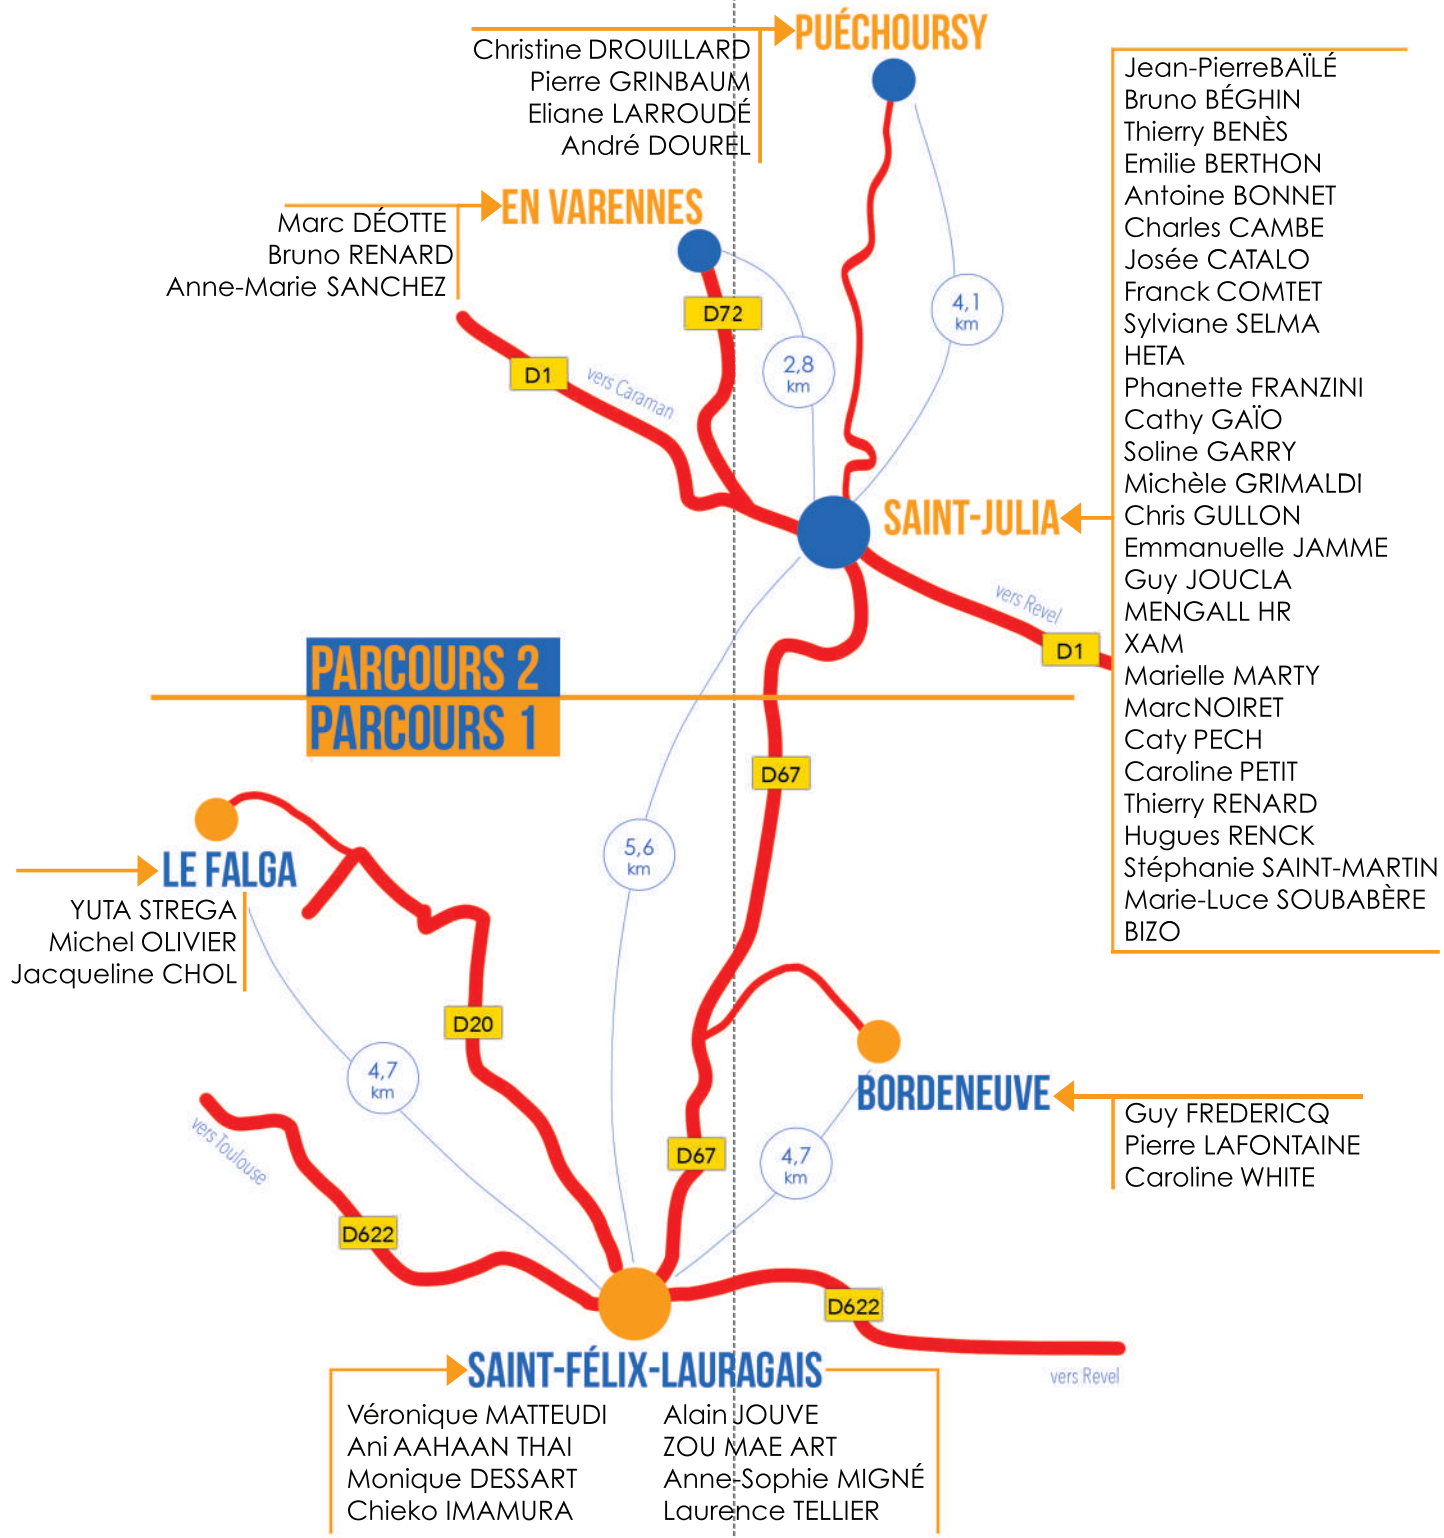 PUÉCHOURSY
Christine DROUILLARD
Pierre GRINBAUM
Eliane LARROUDÉ
André DOUREL
EN VARENNES
Marc DÉOTTE
Bruno RENARD
Anne-Marie SANCHEZ
D72
D1
vers Caraman
2,8
km
4,1
km
SAINT-JULIA
Jean-PierreBAÏLÉ
Bruno BÉGHIN
Thierry BENÈS
Emilie BERTHON
Antoine BONNET
Charles CAMBE
Josée CATALO
Franck COMTET
Sylviane SELMA
HETA
Phanette FRANZINI
Cathy GAÏO
Soline GARRY
Michèle GRIMALDI
Chris GULLON
Emmanuelle JAMME
Guy JOUCLA
MENGALL HR
XAM
Marielle MARTY
MarcNOIRET
Caty PECH
Caroline PETIT
Thierry RENARD
Hugues RENCK
Stéphanie SAINT-MARTIN
Marie-Luce SOUBABÈRE
BIZO
vers Revel
D1
PARCOURS 2
PARCOURS 1
D67
5,6
km
LE FALGA
YUTA STREGA
Michel OLIVIER
Jacqueline CHOL
D20
4,7
km
BORDENEUVE
Guy FREDERICQ
Pierre LAFONTAINE
Caroline WHITE
vers Toulouse
D67
4,7
km
D622
D622
vers Revel
SAINT-FÉLIX-LAURAGAIS
Véronique MATTEUDI
Ani AAHAAN THAI
Monique DESSART
Chieko IMAMURA
Alain JOUVE
ZOU MAE ART
Anne-Sophie MIGNÉ
Laurence TELLIER